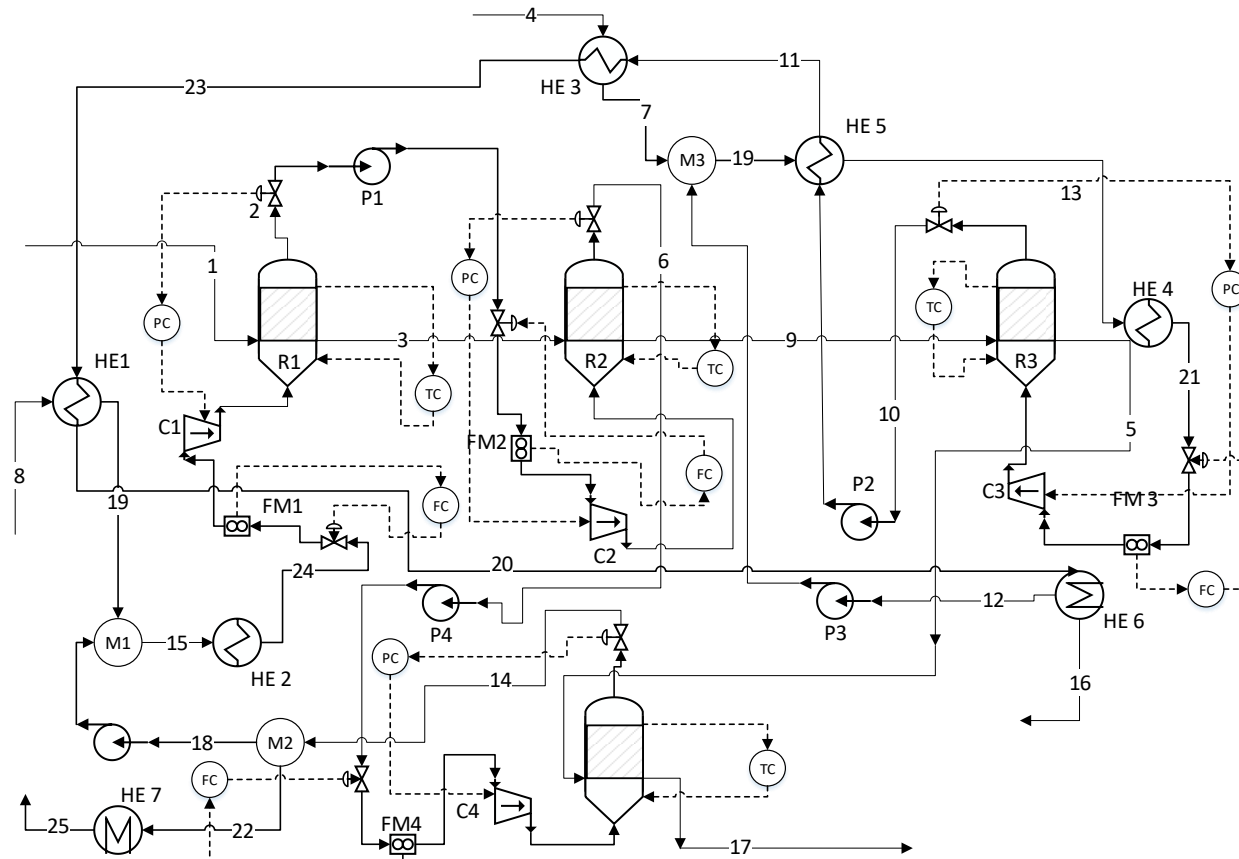 4
11
HE 3
23
7
HE 5
M3
19
P1
2
13
1
6
PC
PC
PC
TC
HE 4
3
9
R1
R2
R3
HE1
TC
TC
21
C1
10
5
8
FM2
FC
P2
C3
FM 3
19
FM1
FC
C2
24
20
12
FC
P4
P3
HE 6
M1
15
HE 2
PC
14
16
18
M2
FC
TC
HE 7
C4
25
22
FM4
17